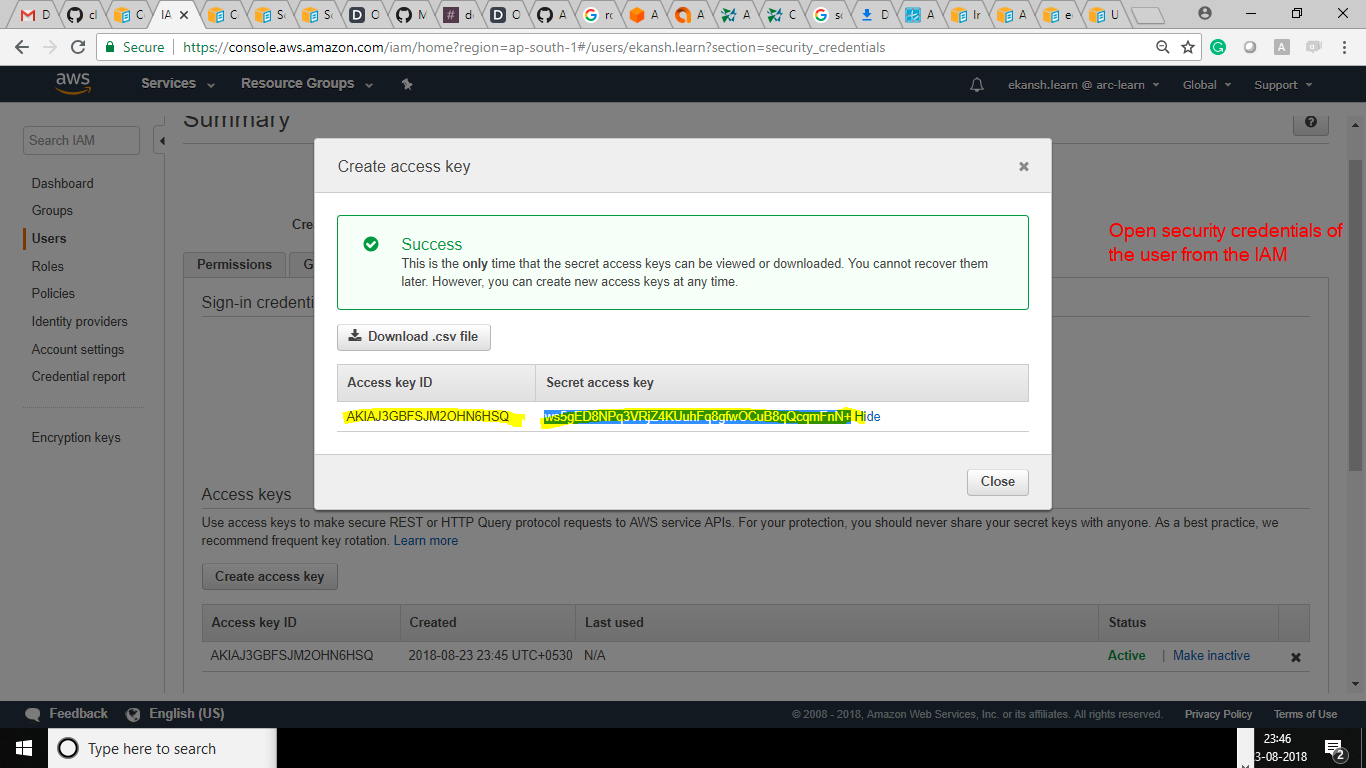 D
cl
C
IA
C
S
S
O
M
d
O
A
ro
A
A
A
C
so
D
A
In
A
e
U
Secure
https://console.aws.amazon.com/iam/home?region=ap-south-1#/users/ekansh.learn?section=security_credentials
aws
Services
Resource Groups
ekansh.learn @ arc-learn
Global
Support
Search IAM
Dashboard
Groups
Users
Roles
Policies
Identity providers
Account settings
Credential report
Encryption keys
Summary
Cre
Permissions
G
Sign-in credenti
Create access key
Success
This is the only time that the secret access keys can be viewed or downloaded. You cannot recover them
later. However, you can create new access keys at any time.
Download .csv file
Access key ID Secret access key
AKIAJ3GBFSJM2OHN6HSQ Hide
Close
Open security credentials of
the user from the IAM
Access keys
Use access keys to make secure REST or HTTP Query protocol requests to AWS service APIs. For your protection, you should never share your secret keys with anyone. As a best practice, we
recommend frequent key rotation. Learn more
Create access key
Access key ID Created Last used Status
AKIAJ3GBFSJM2OHN6HSQ 2018-08-23 23:45 UTC+0530 N/A Active | Make inactive
Feedback English (US)
© 2008 - 2018, Amazon Web Services, Inc. or its affiliates. All rights reserved. Privacy Policy Terms of Use
Type here to search
23:46
3-08-2018
2